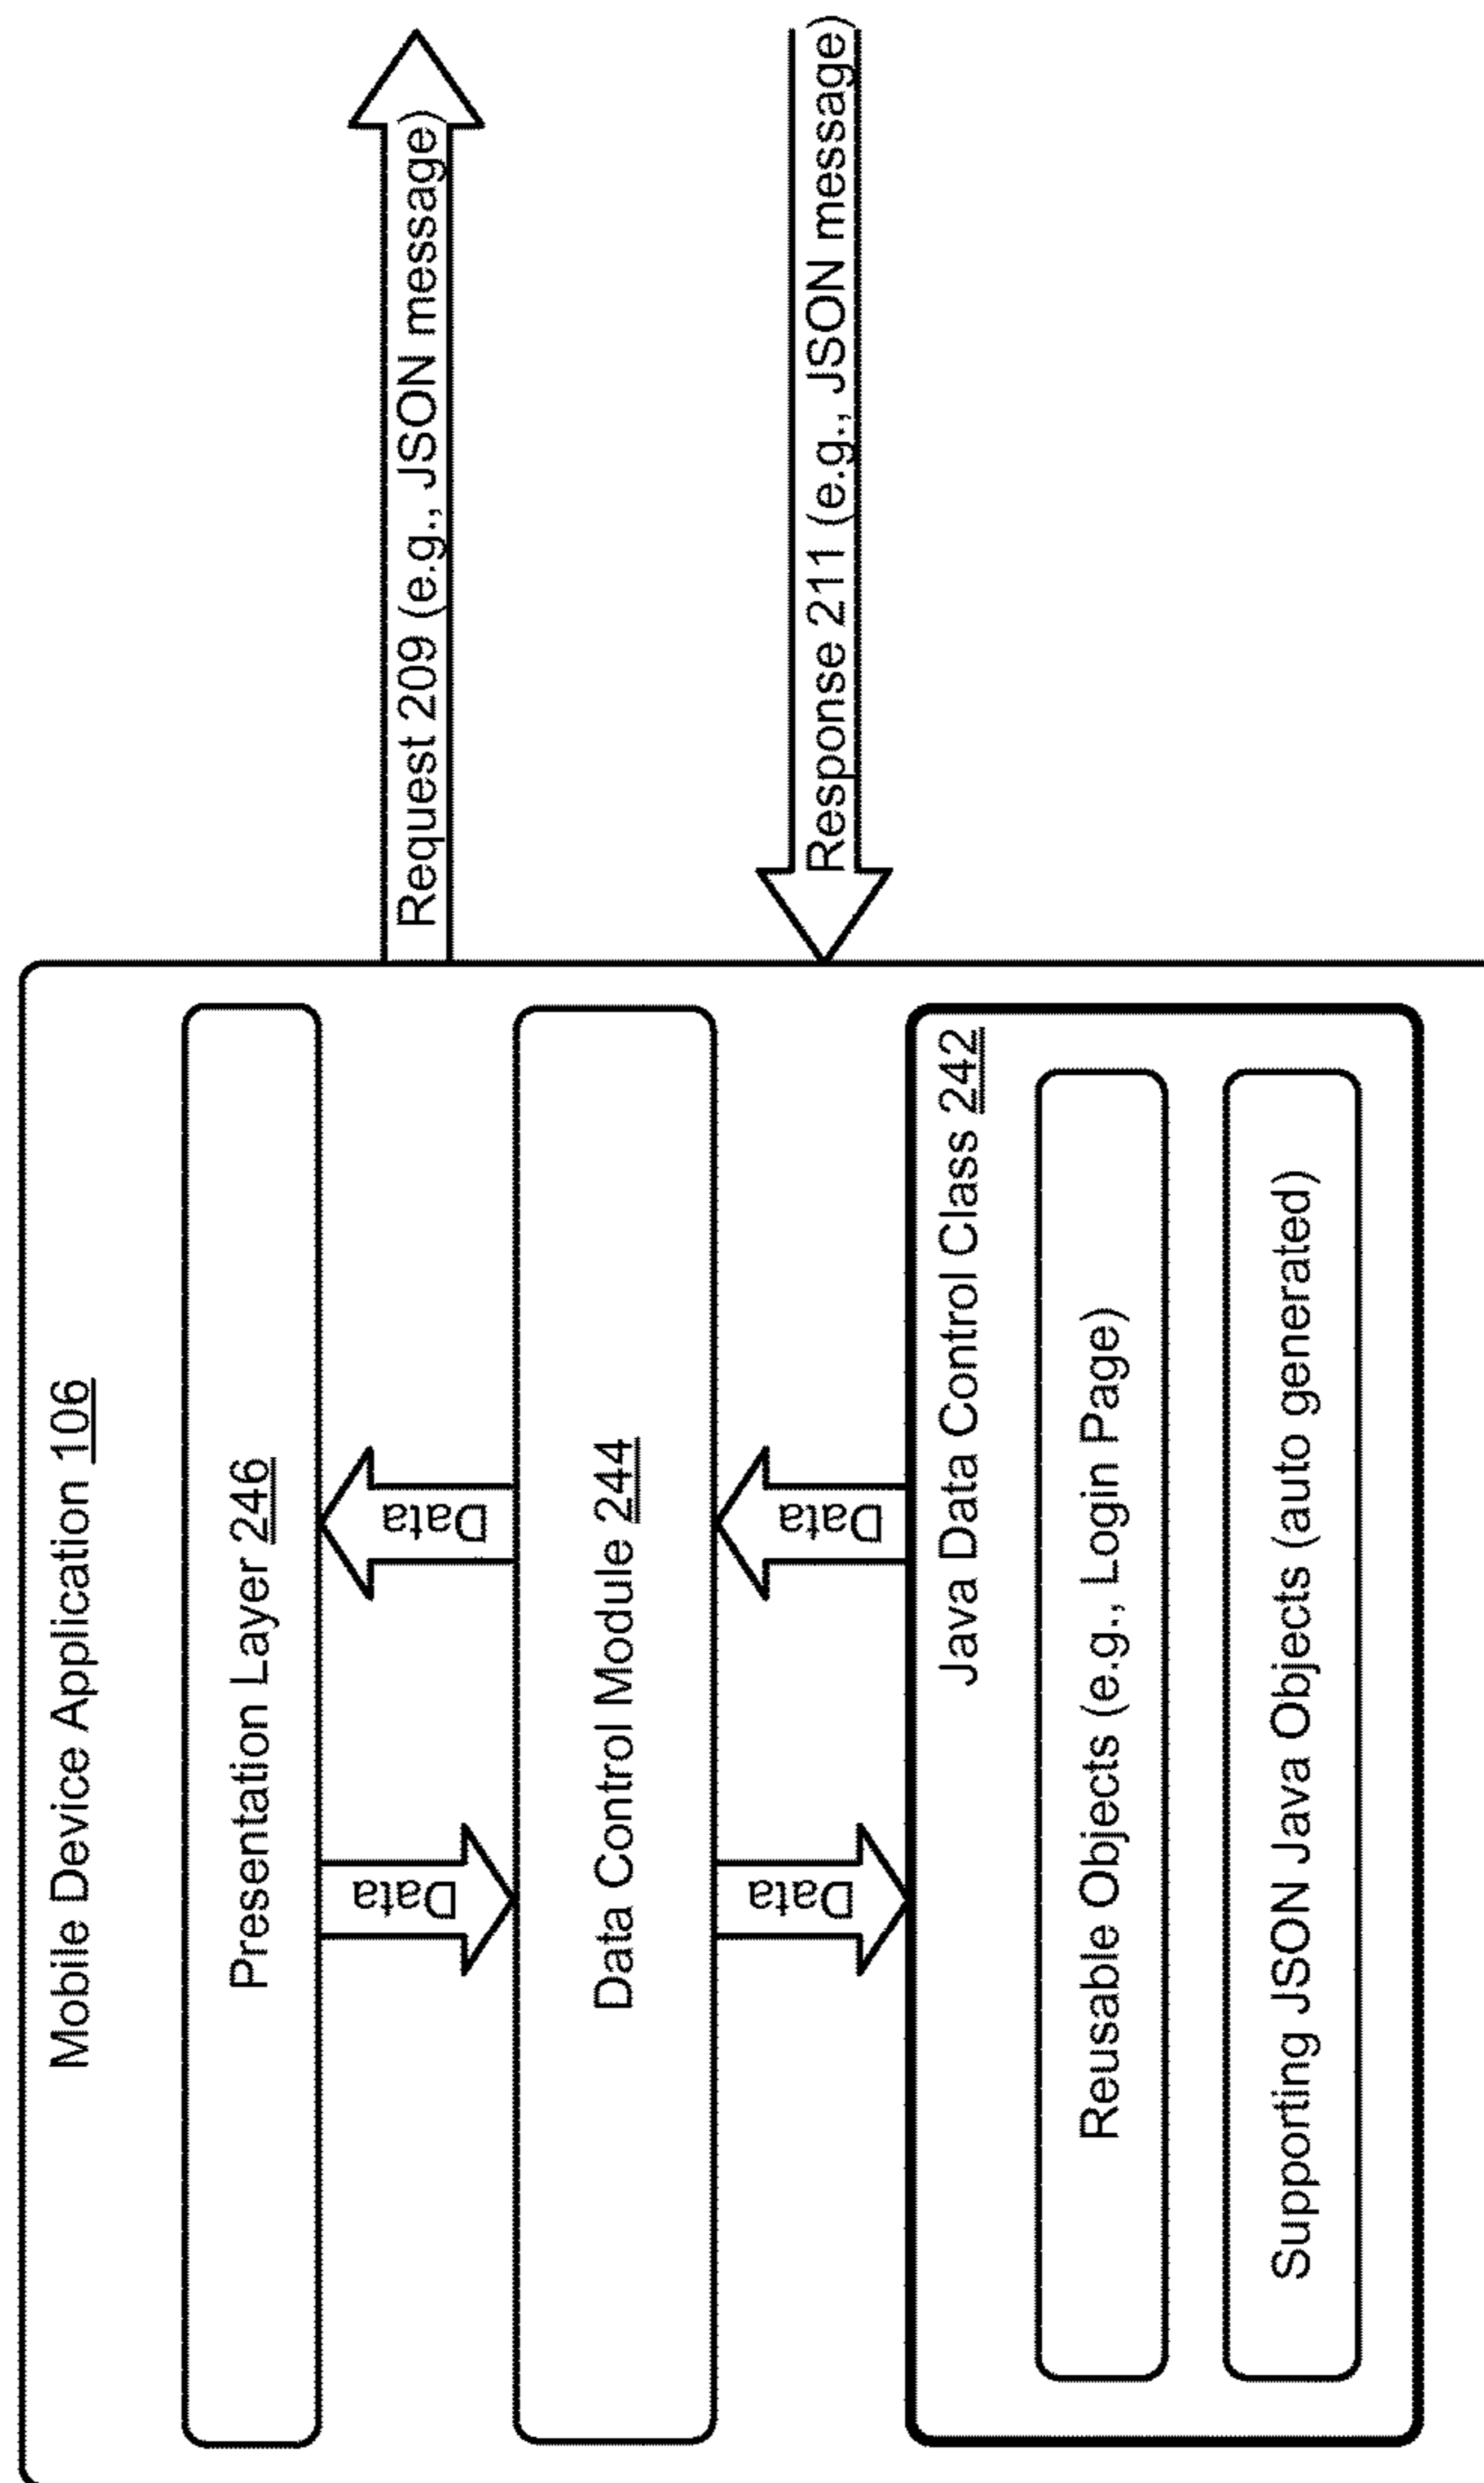 Mobile Device Application 106
Presentation Layer 246
Data
Data
Data Control Module 244
Data
Data
Java Data Control Class 242
Reusable Objects (e.g., Login Page)
Supporting JSON Java Objects (auto generated)
Request 209 (e.g., JSON message)
Response 211 (e.g., JSON message)